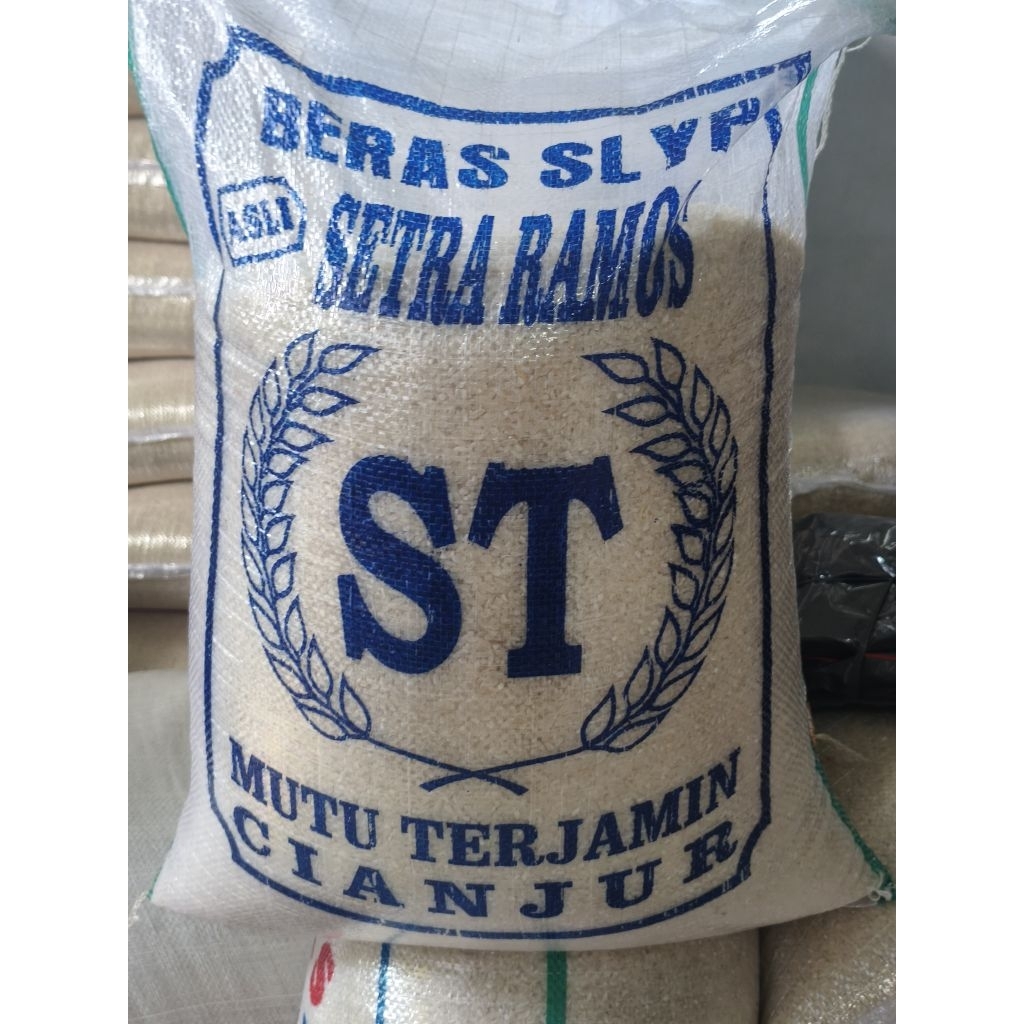 BERAS SLYP
ASLI
SETRA RAMOS
ST
MUTU TERJAMIN
CIANJUR